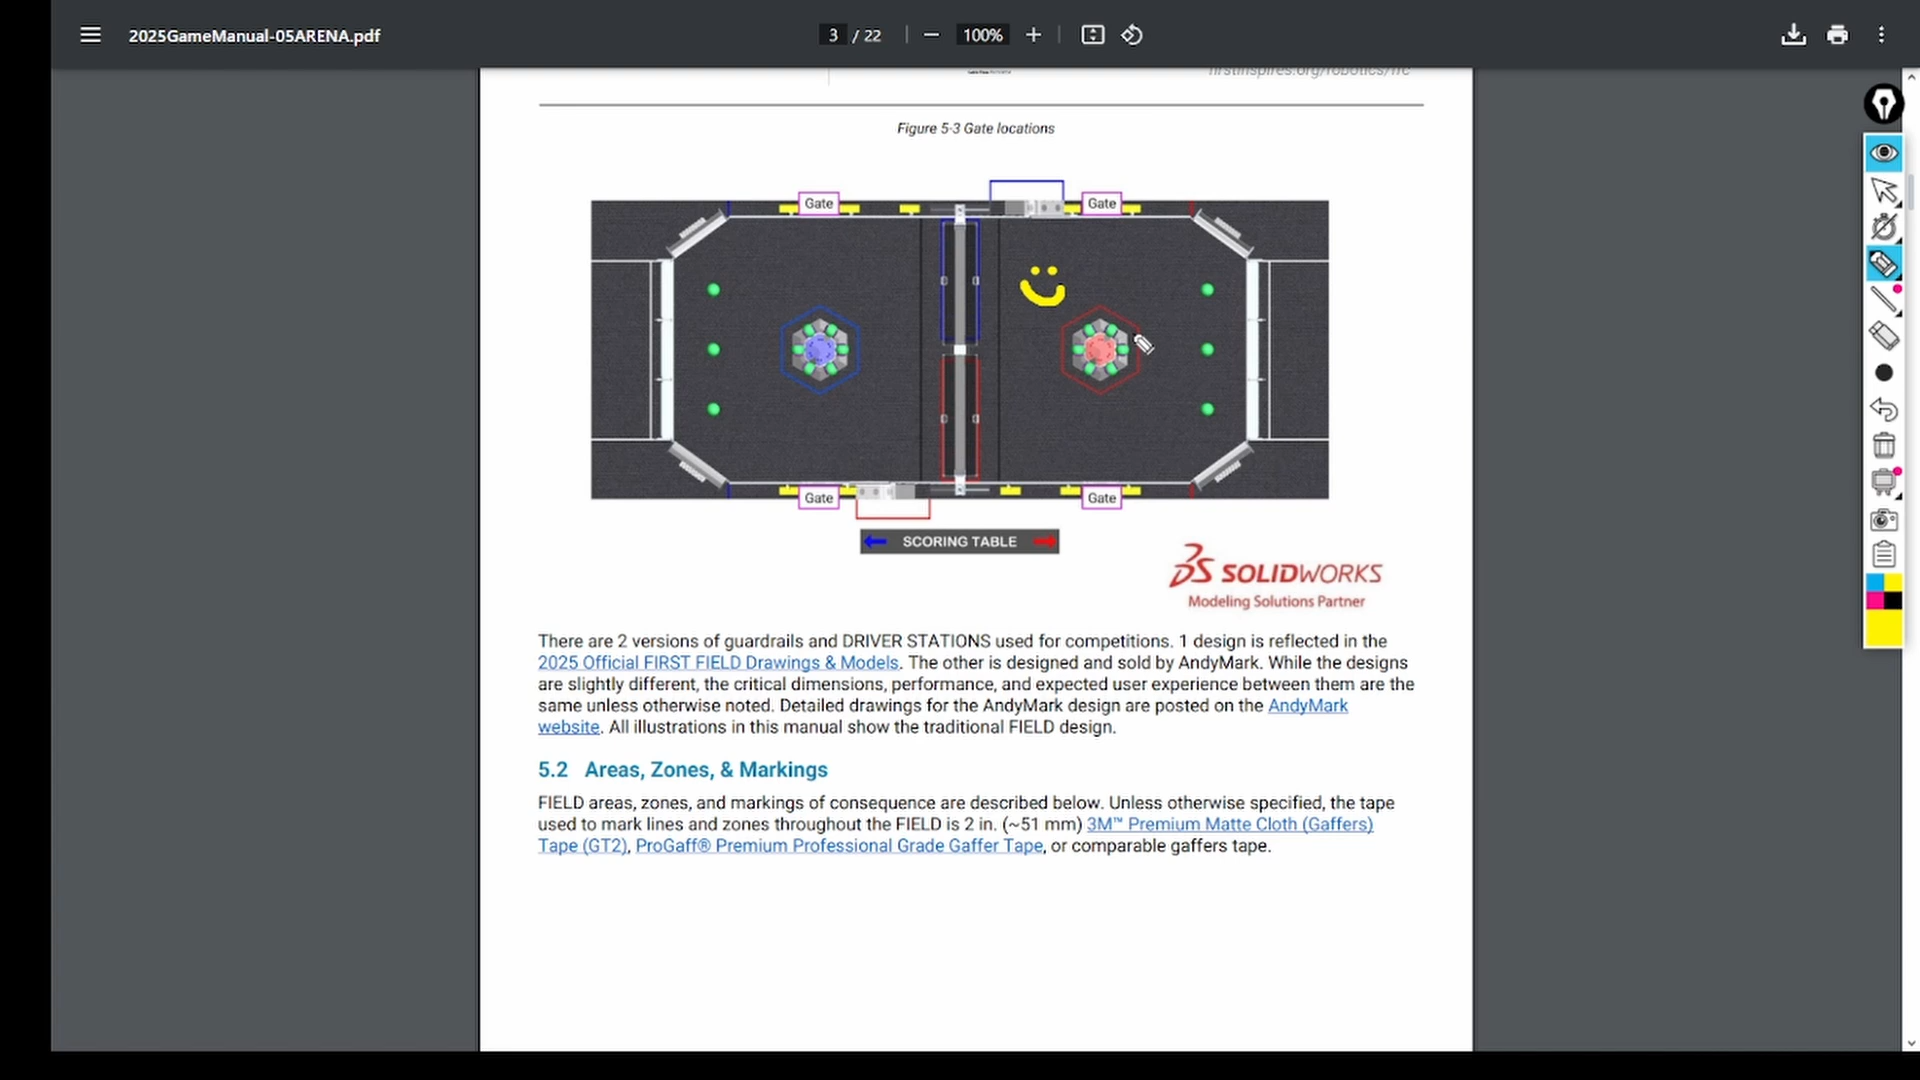 2025GameManual-05ARENA.pdf
3 / 22
100%
firstinspires.org/robotics/frc
Figure 5-3 Gate locations
Gate
Gate
Gate
Gate
SCORING TABLE
SOLIDWORKS
Modeling Solutions Partner
There are 2 versions of guardrails and DRIVER STATIONS used for competitions. 1 design is reflected in the
2025 Official FIRST FIELD Drawings & Models. The other is designed and sold by AndyMark. While the designs
are slightly different, the critical dimensions, performance, and expected user experience between them are the
same unless otherwise noted. Detailed drawings for the AndyMark design are posted on the AndyMark
website. All illustrations in this manual show the traditional FIELD design.
5.2 Areas, Zones, & Markings
FIELD areas, zones, and markings of consequence are described below. Unless otherwise specified, the tape
used to mark lines and zones throughout the FIELD is 2 in. (~51 mm) 3M™ Premium Matte Cloth (Gaffers)
Tape (GT2), ProGaff® Premium Professional Grade Gaffer Tape, or comparable gaffers tape.